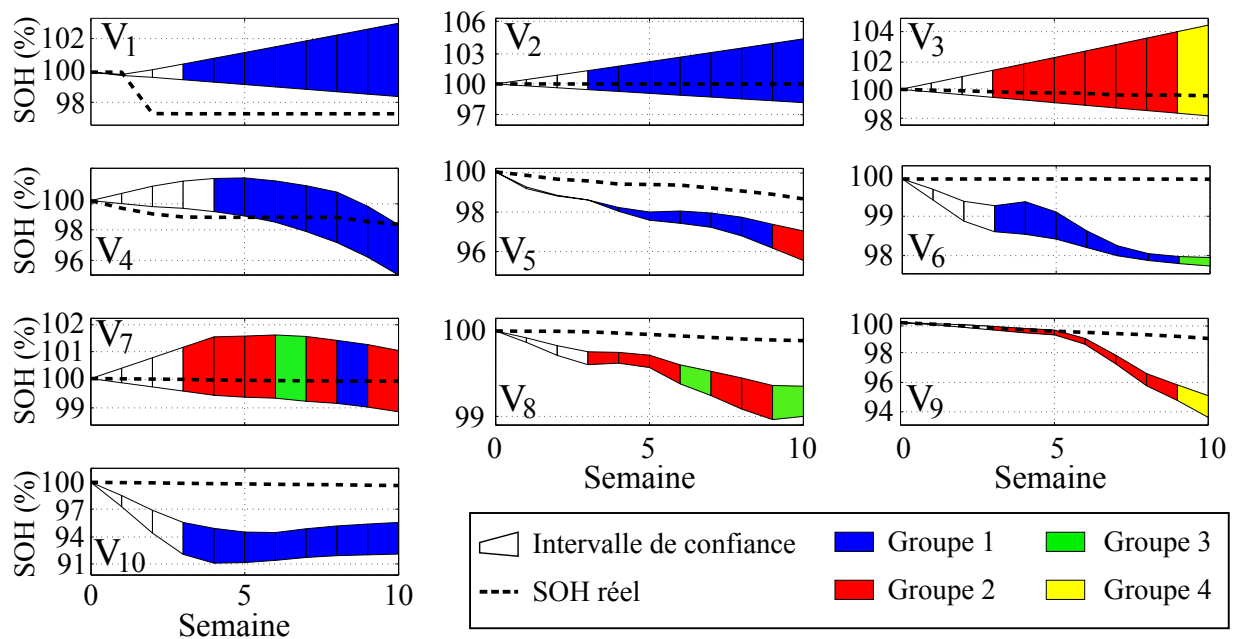 SOH (%)
102
100
98
V1
106
103
100
97
V2
104
102
100
98
V3
SOH (%)
100
98
96
V4
100
98
96
V5
100
99
98
V6
SOH (%)
102
101
100
99
V7
100
99
V8
0 5 10
Semaine
100
98
96
94
V9
0 5 10
Semaine
SOH (%)
100
97
94
91
V10
0 5 10
Semaine
Intervalle de confiance
SOH réel
Groupe 1
Groupe 2
Groupe 3
Groupe 4